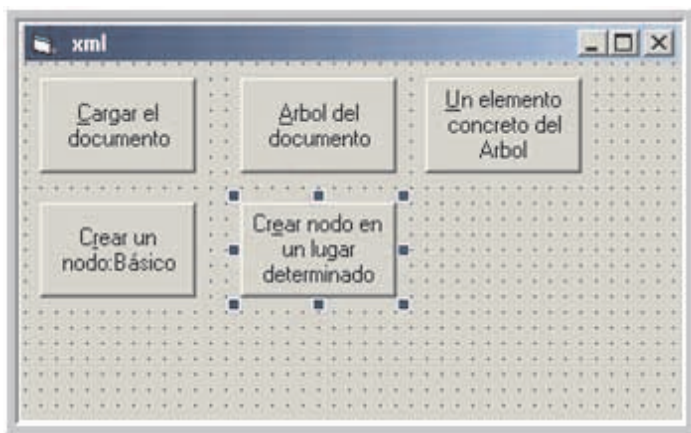 xml
Cargar el
documento
Arbol del
documento
Un elemento
concreto del
Arbol
Crear un
nodo:Básico
Crear nodo en
un lugar
determinado